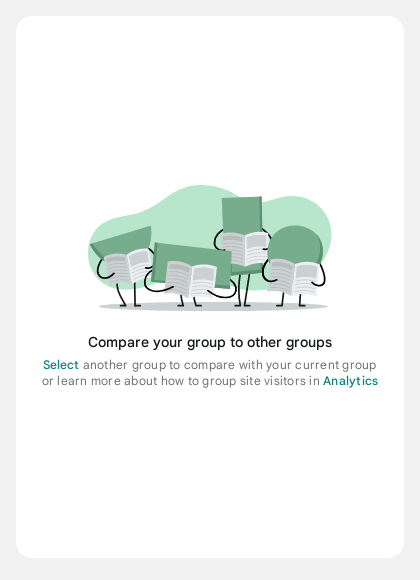 Compare your group to other groups
Select another group to compare with your current group
or learn more about how to group site visitors in Analytics